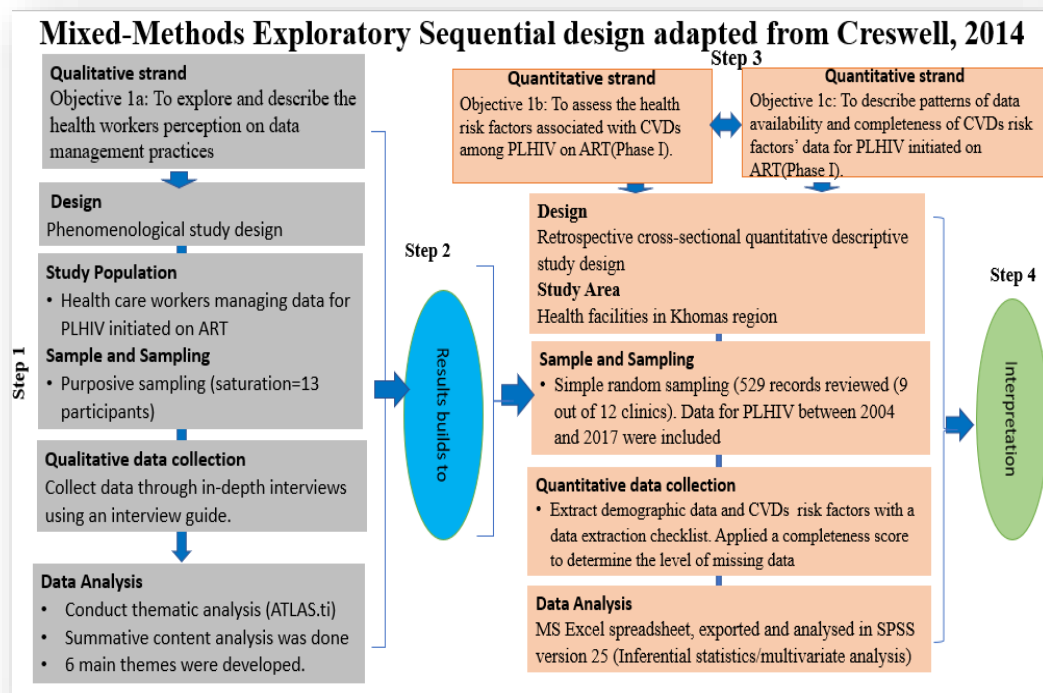 Mixed-Methods Exploratory Sequential design adapted from Creswell, 2014
Step 1
Qualitative strand
Objective 1a: To explore and describe the
health workers perception on data
management practices
Design
Phenomenological study design
Study Population
• Health care workers managing data for
PLHIV initiated on ART
Sample and Sampling
• Purposive sampling (saturation=13
participants)
Qualitative data collection
Collect data through in-depth interviews
using an interview guide.
Data Analysis
• Conduct thematic analysis (ATLAS.ti)
• Summative content analysis was done
• 6 main themes were developed.
Step 2
Results builds to
Step 3
Quantitative strand
Objective 1b: To assess the health
risk factors associated with CVDs
among PLHIV on ART(Phase I).
Quantitative strand
Objective 1c: To describe patterns of data
availability and completeness of CVDs risk
factors’ data for PLHIV initiated on
ART(Phase I).
Design
Retrospective cross-sectional quantitative descriptive
study design
Study Area
Health facilities in Khomas region
Sample and Sampling
• Simple random sampling (529 records reviewed (9
out of 12 clinics). Data for PLHIV between 2004
and 2017 were included
Quantitative data collection
• Extract demographic data and CVDs risk factors with a
data extraction checklist. Applied a completeness score
to determine the level of missing data
Data Analysis
MS Excel spreadsheet, exported and analysed in SPSS
version 25 (Inferential statistics/multivariate analysis)
Step 4
Interpretation